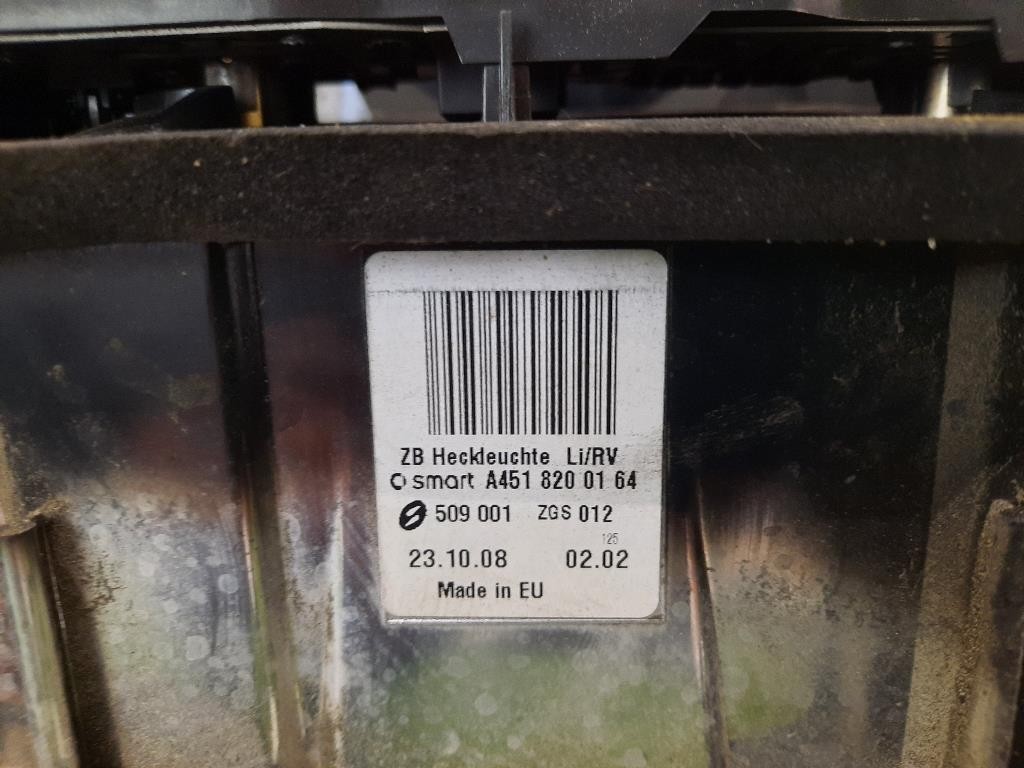 ZB Heckleuchte Li/RV
smart A451 820 01 64
509 001 ZGS 012
125
23.10.08 02.02
Made in EU